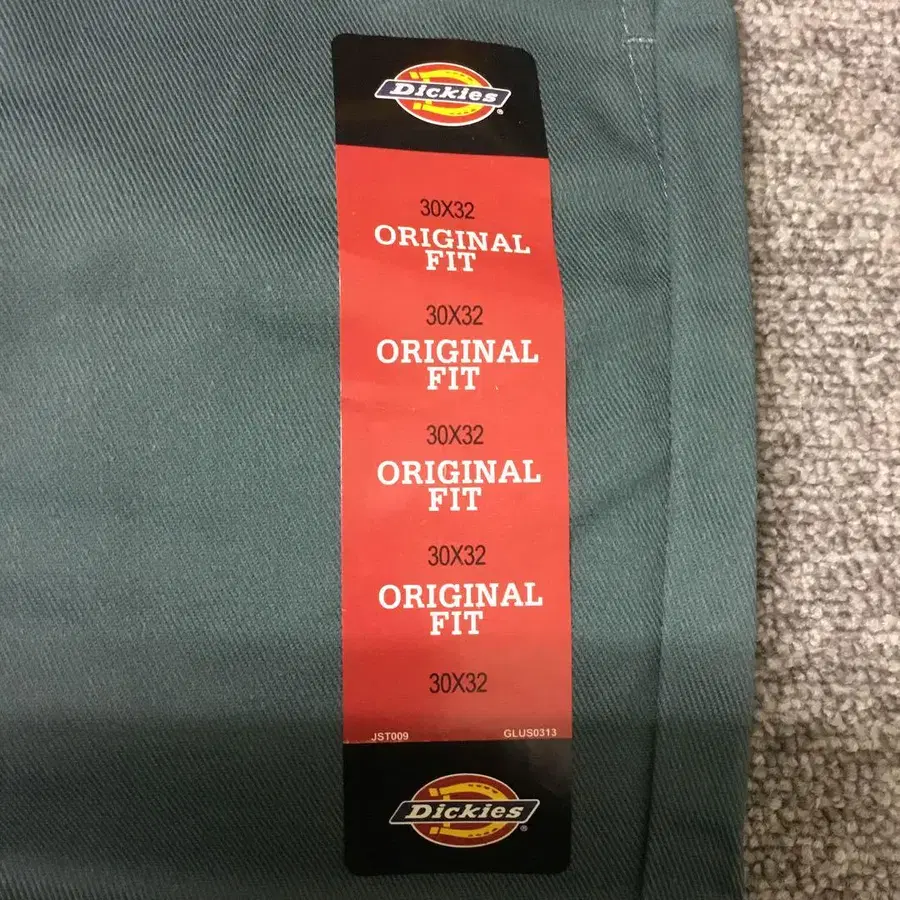 Dickies
®
30X32
ORIGINAL
FIT
30X32
ORIGINAL
FIT
30X32
ORIGINAL
FIT
30X32
ORIGINAL
FIT
30X32
JST009 GLUS0313
Dickies
®